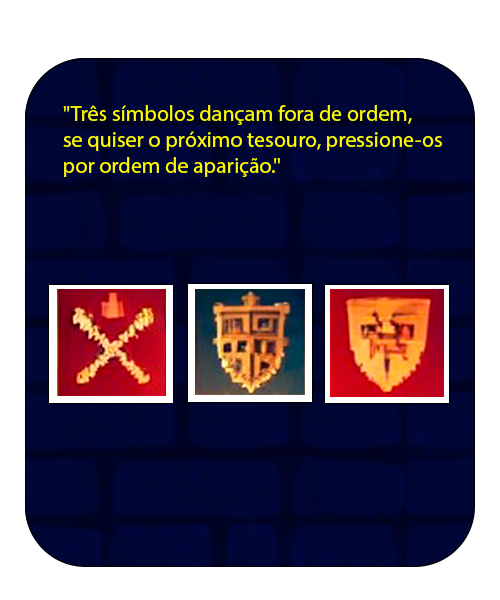 "Três símbolos dançam fora de ordem,
se quiser o próximo tesouro, pressione-os
por ordem de aparição."